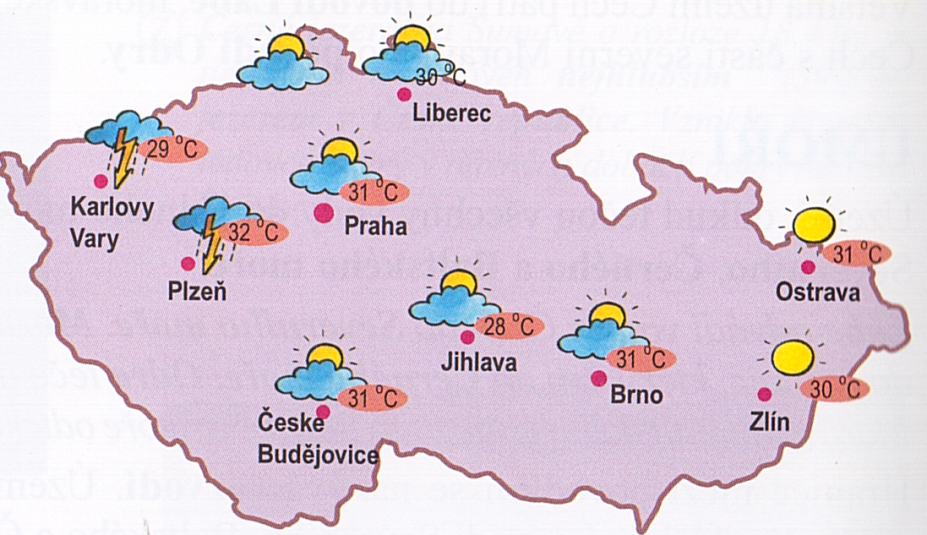 30 °C
Liberec
29 °C
Karlovy
Vary
31 °C
Praha
32 °C
Plzeň
31 °C
Ostrava
28 °C
Jihlava
31 °C
Brno
30 °C
Zlín
31 °C
České
Budějovice